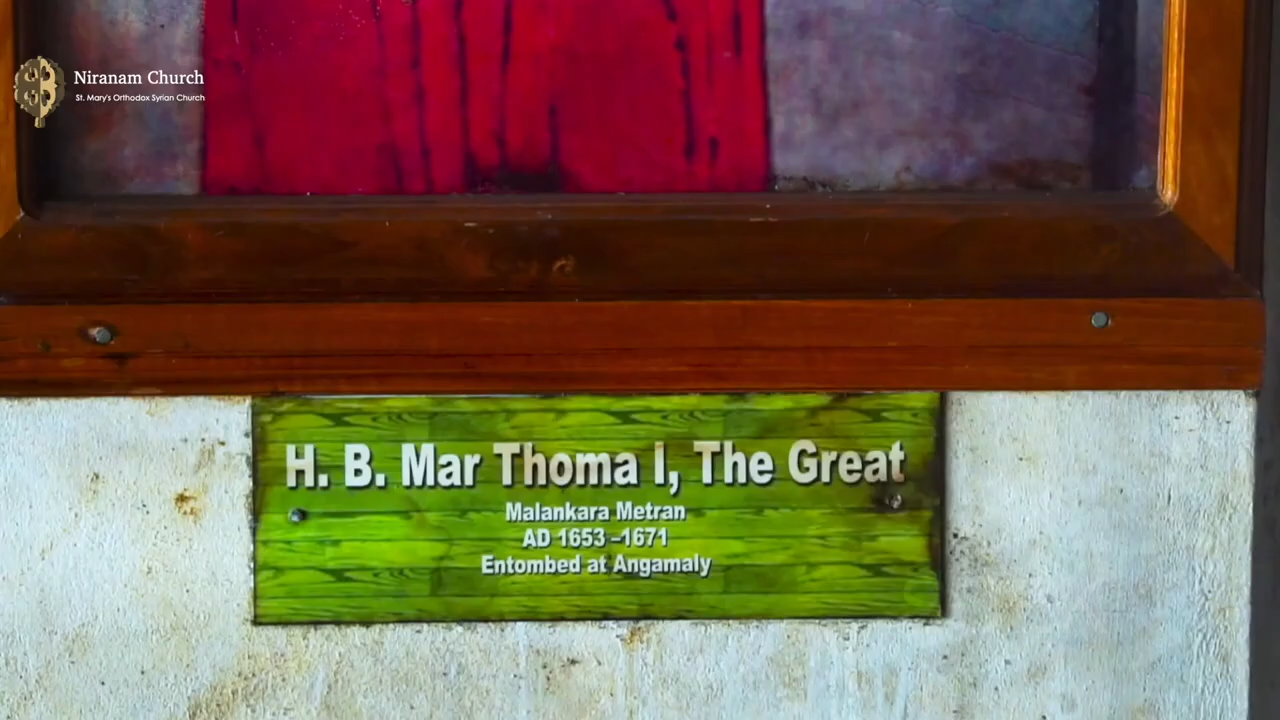 Niranam Church
St. Mary's Orthodox Syrian Church
H. B. Mar Thoma I, The Great
Malankara Metran
AD 1653 –1671
Entombed at Angamaly